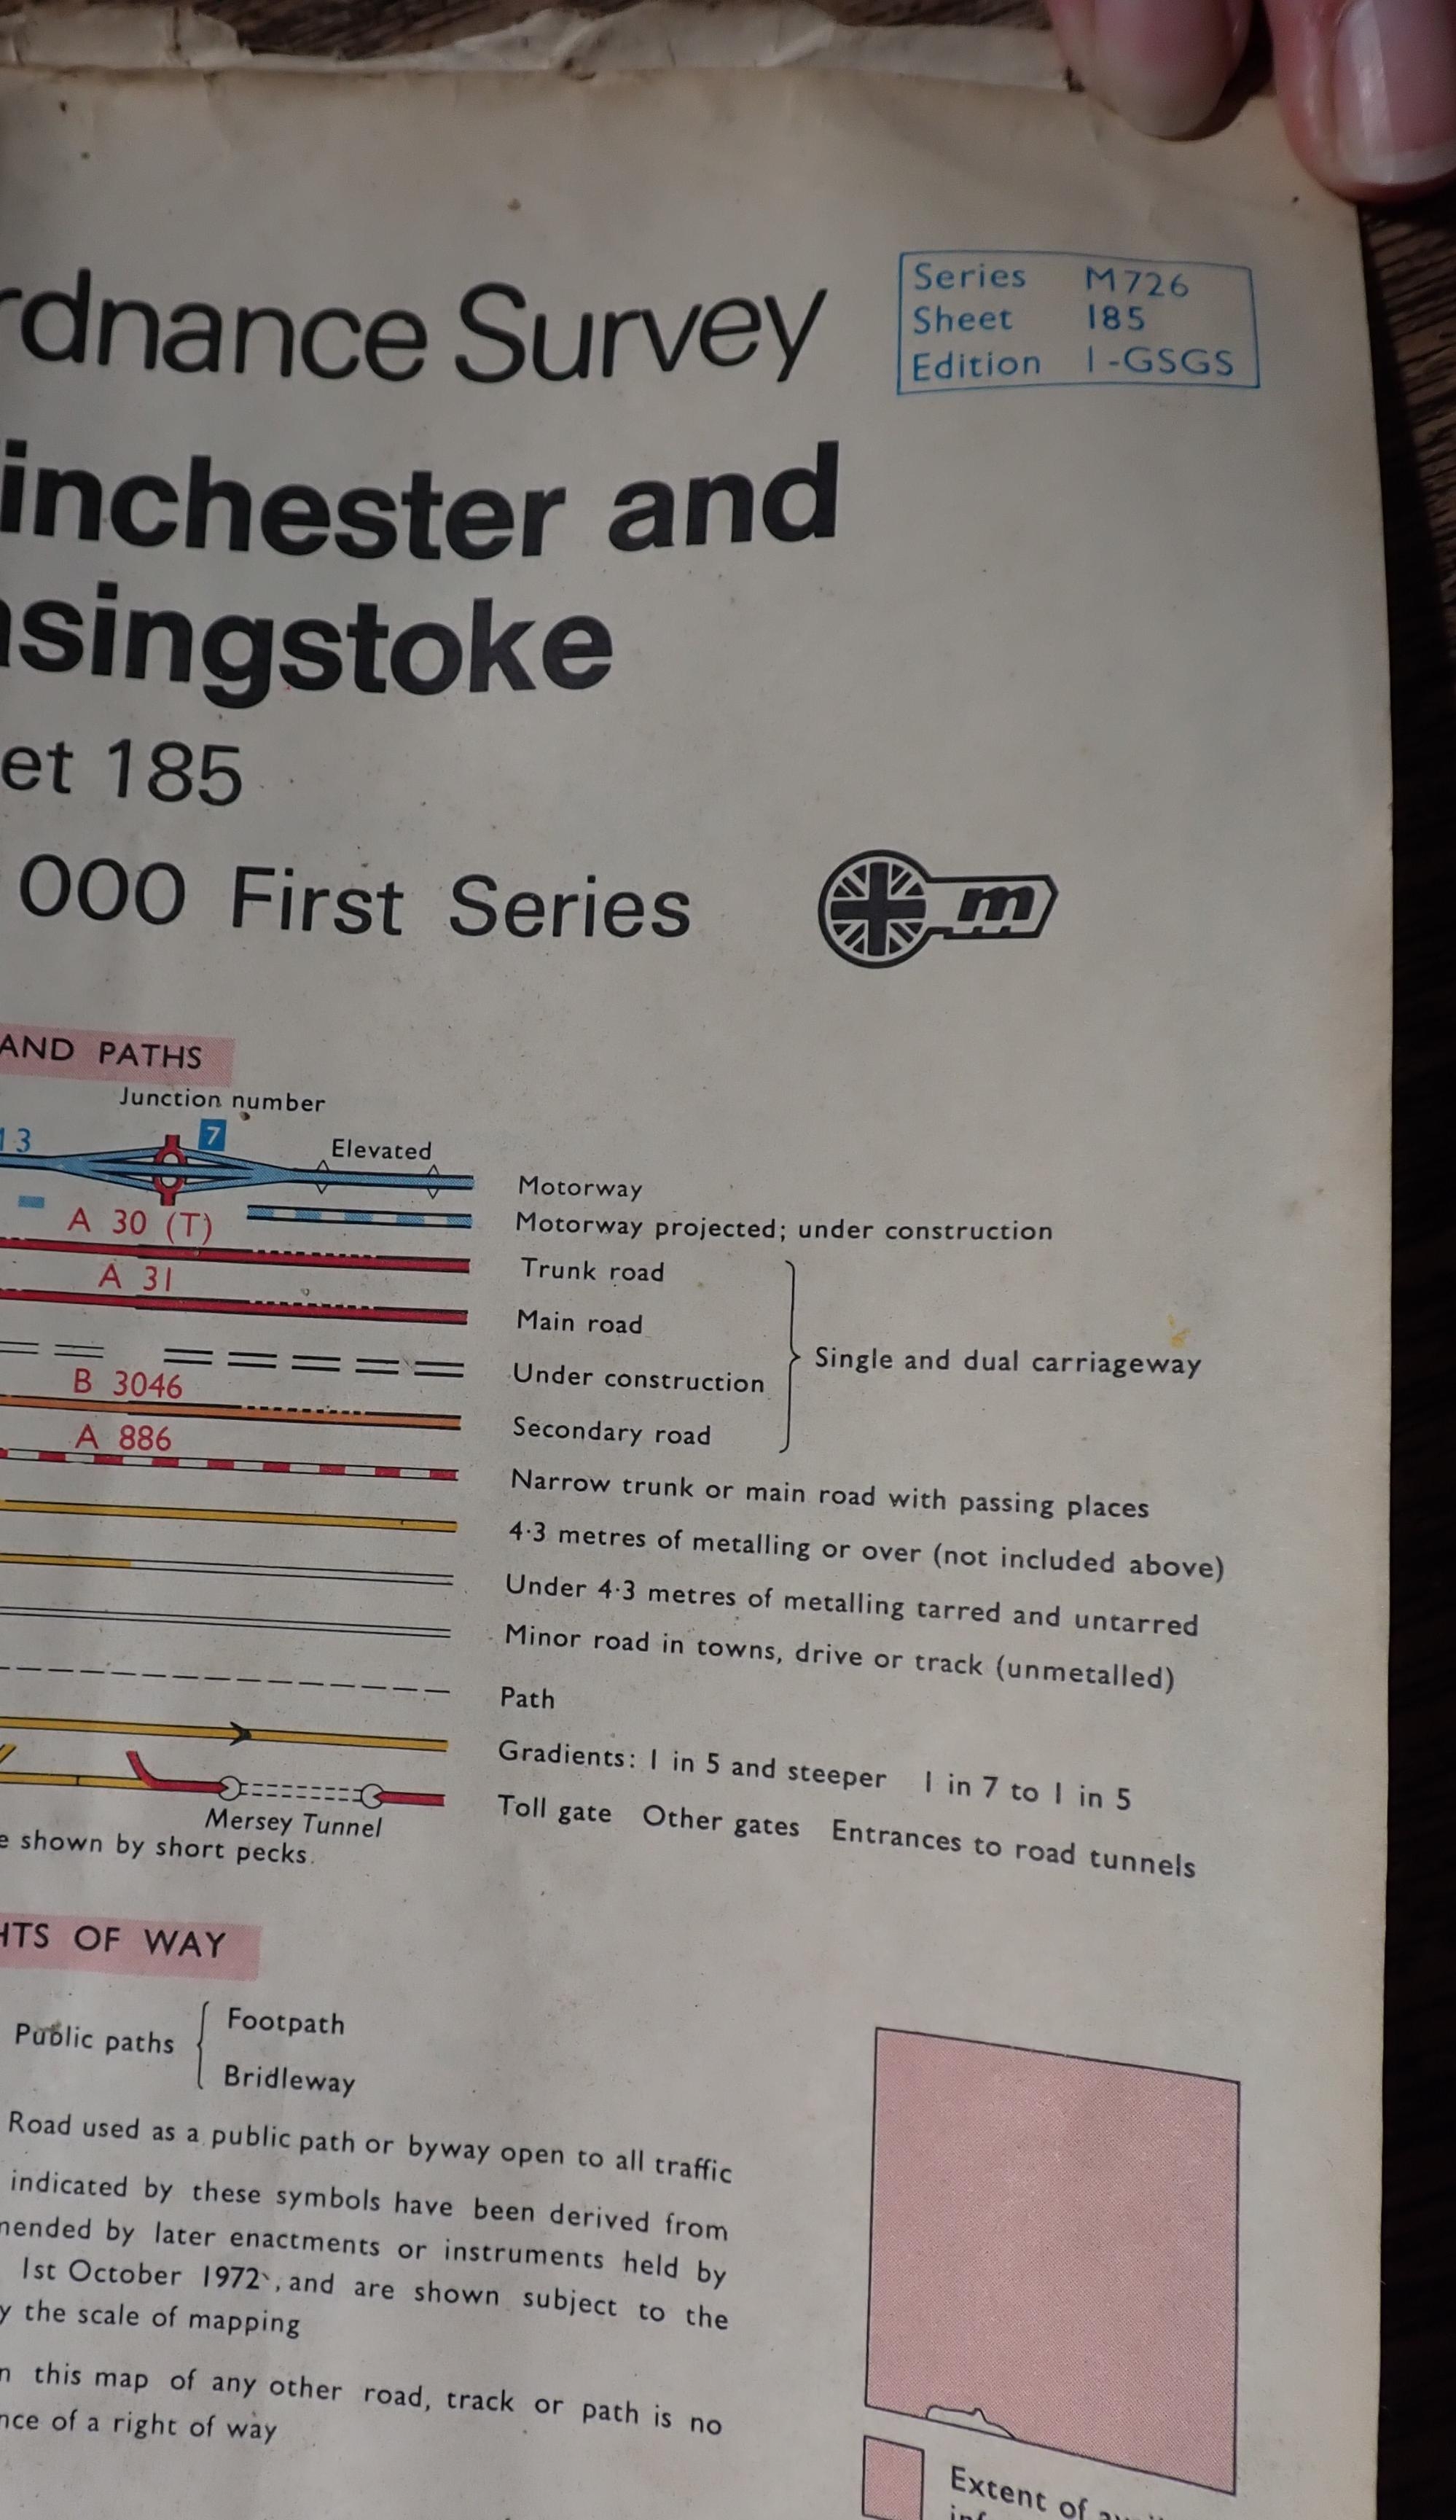 rdnance Survey
Series M726
Sheet 185
Edition 1-GSGS
inchester and
asingstoke
et 185
000 First Series
m
AND PATHS
Junction number
13
7
Elevated
Motorway
Motorway projected; under construction
A 30 (T)
Trunk road
A 31
Main road
Single and dual carriageway
Under construction
B 3046
Secondary road
A 886
Narrow trunk or main road with passing places
4·3 metres of metalling or over (not included above)
Under 4·3 metres of metalling tarred and untarred
Minor road in towns, drive or track (unmetalled)
Path
Gradients: 1 in 5 and steeper 1 in 7 to 1 in 5
Toll gate Other gates Entrances to road tunnels
Mersey Tunnel
e shown by short pecks.
HTS OF WAY
Public paths
Footpath
Bridleway
Road used as a public path or byway open to all traffic
indicated by these symbols have been derived from
mended by later enactments or instruments held by
1st October 1972, and are shown subject to the
y the scale of mapping
n this map of any other road, track or path is no
nce of a right of way
Extent of